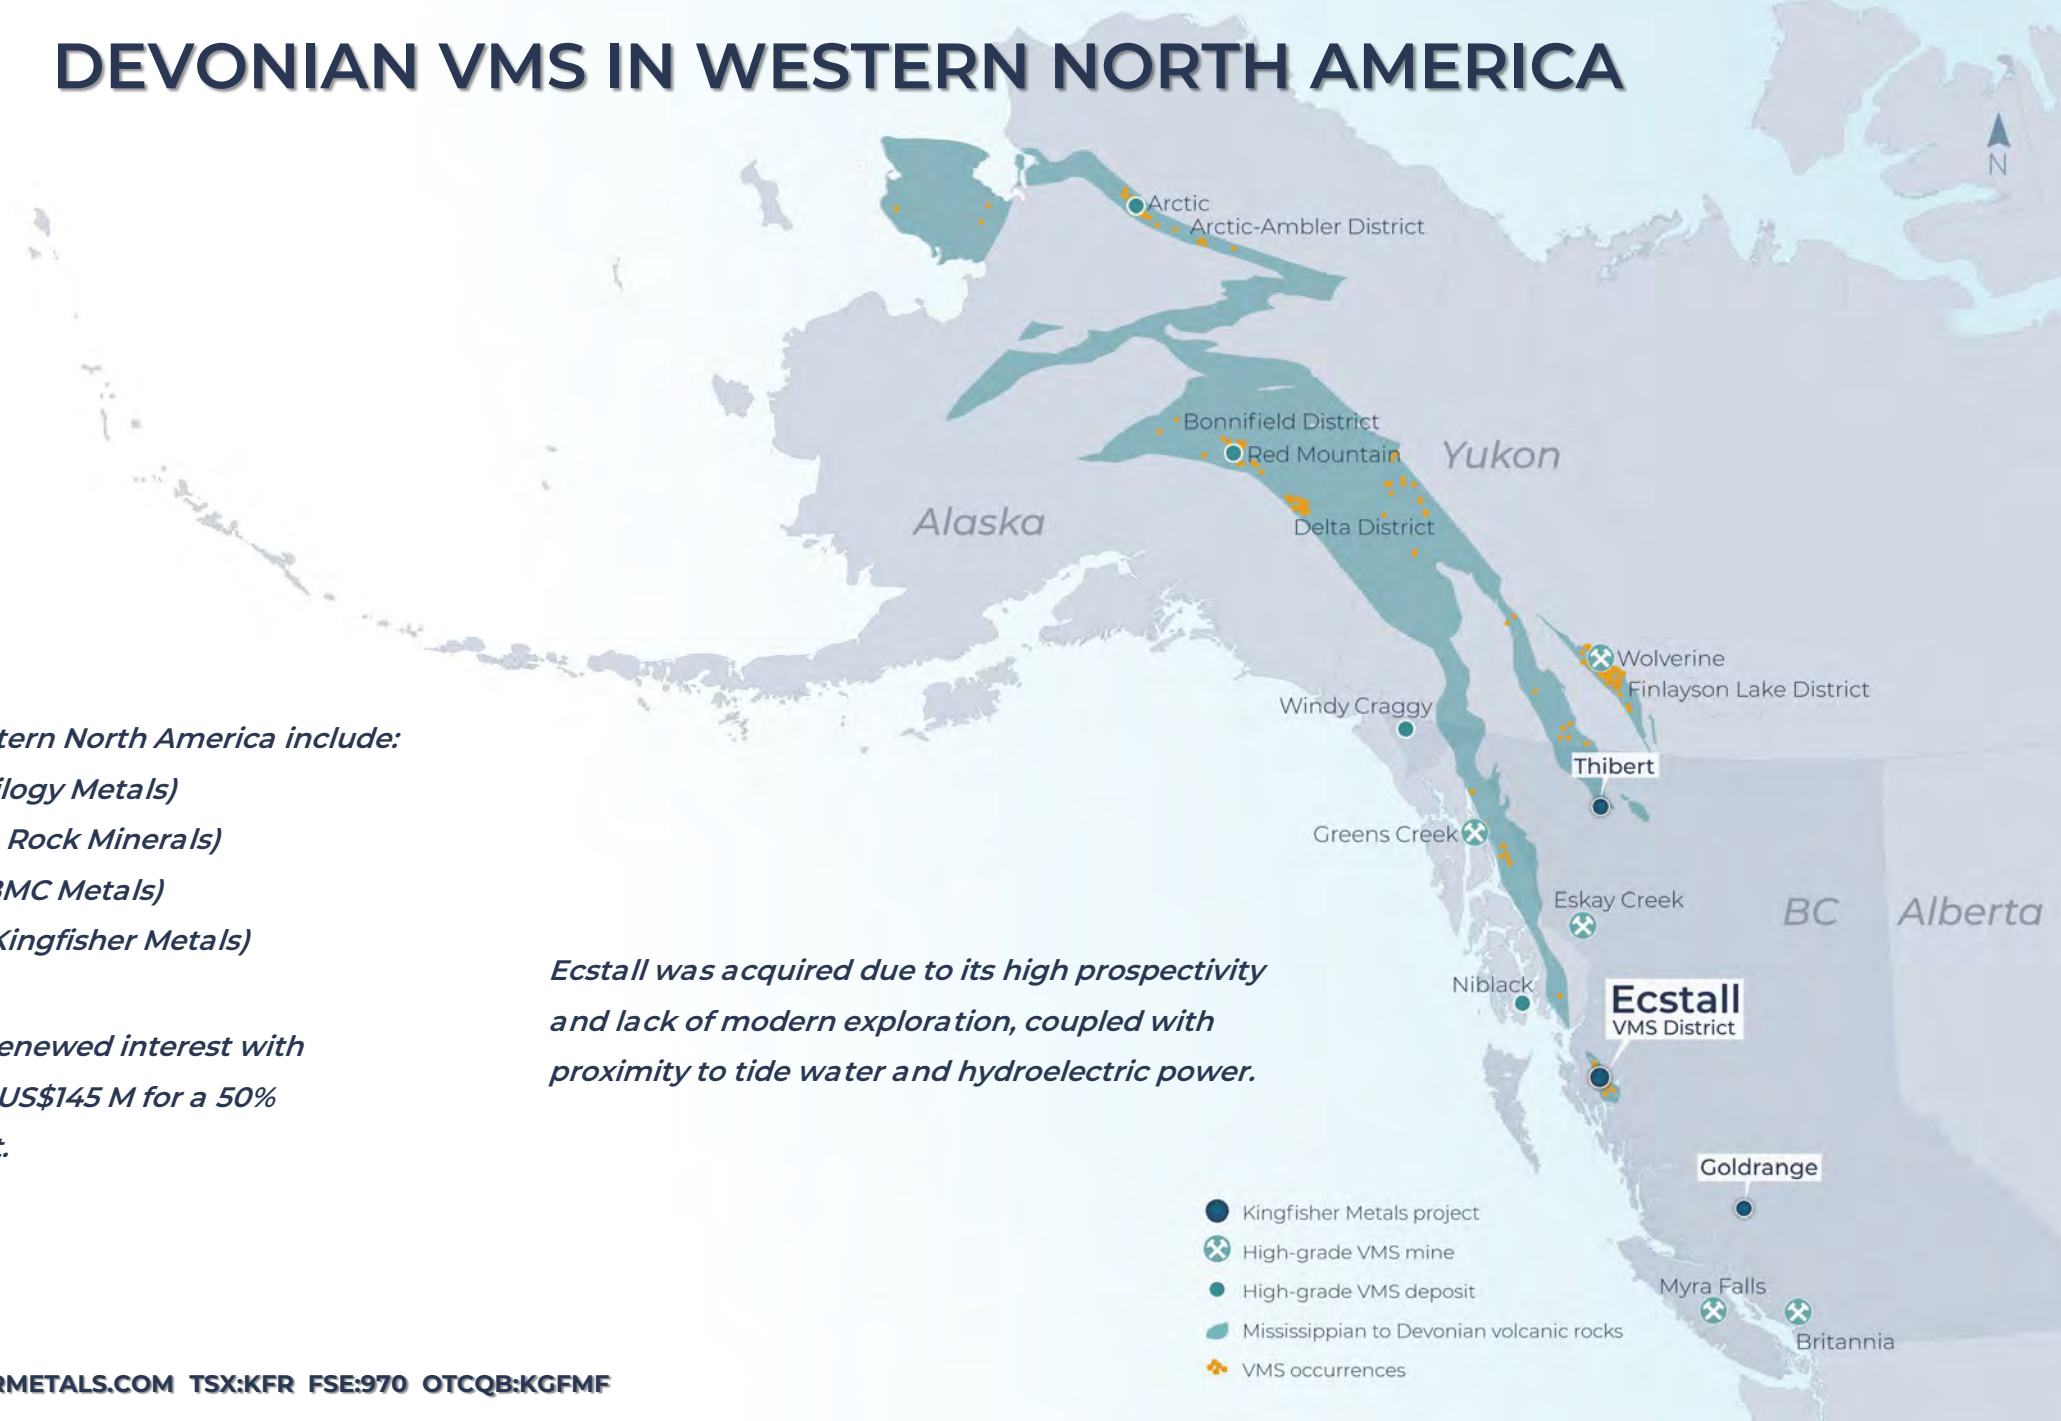 DEVONIAN VMS IN WESTERN NORTH AMERICA
N
Arctic
Arctic-Ambler District
Bonnifield District
Red Mountain
Yukon
Alaska
Delta District
Wolverine
Finlayson Lake District
Windy Craggy
Thibert
Greens Creek
Eskay Creek
BC
Alberta
Niblack
Ecstall
VMS District
Goldrange
Myra Falls
Britannia
tern North America include:
ilogy Metals)
Rock Minerals)
BMC Metals)
Kingfisher Metals)
enewed interest with
US$145 M for a 50%
t.
Ecstall was acquired due to its high prospectivity
and lack of modern exploration, coupled with
proximity to tide water and hydroelectric power.
Kingfisher Metals project
High-grade VMS mine
High-grade VMS deposit
Mississippian to Devonian volcanic rocks
VMS occurrences
RMETALS.COM TSX:KFR FSE:970 OTCQB:KGFMF